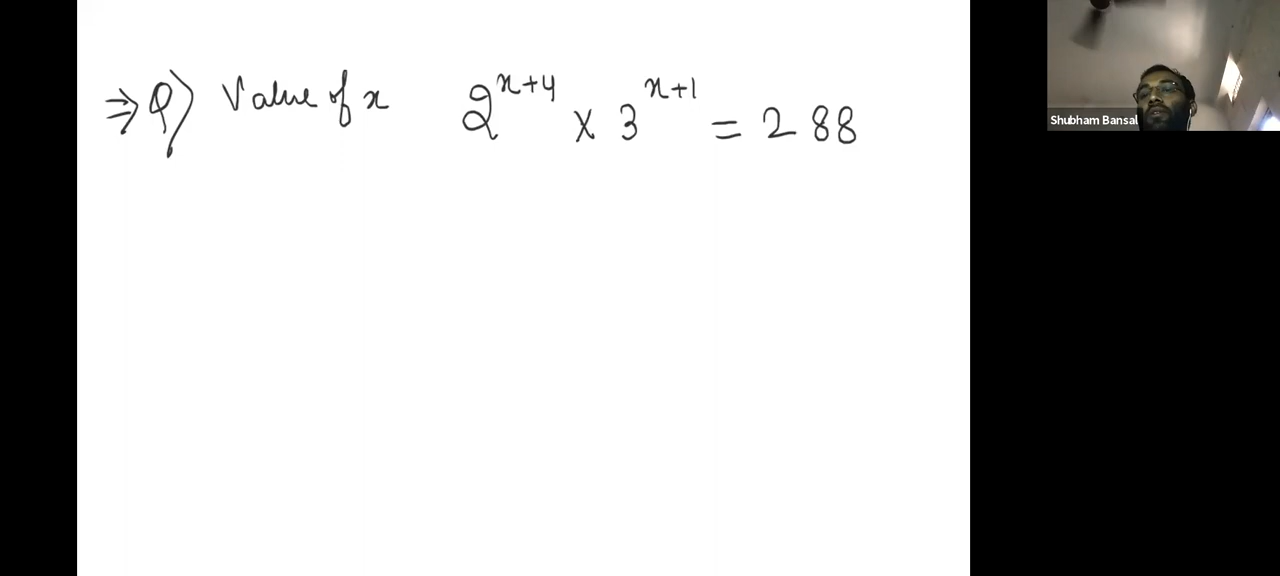 ⇒ Q) Value of x 2^{x+4} × 3^{x+1} = 288
Shubham Bansal